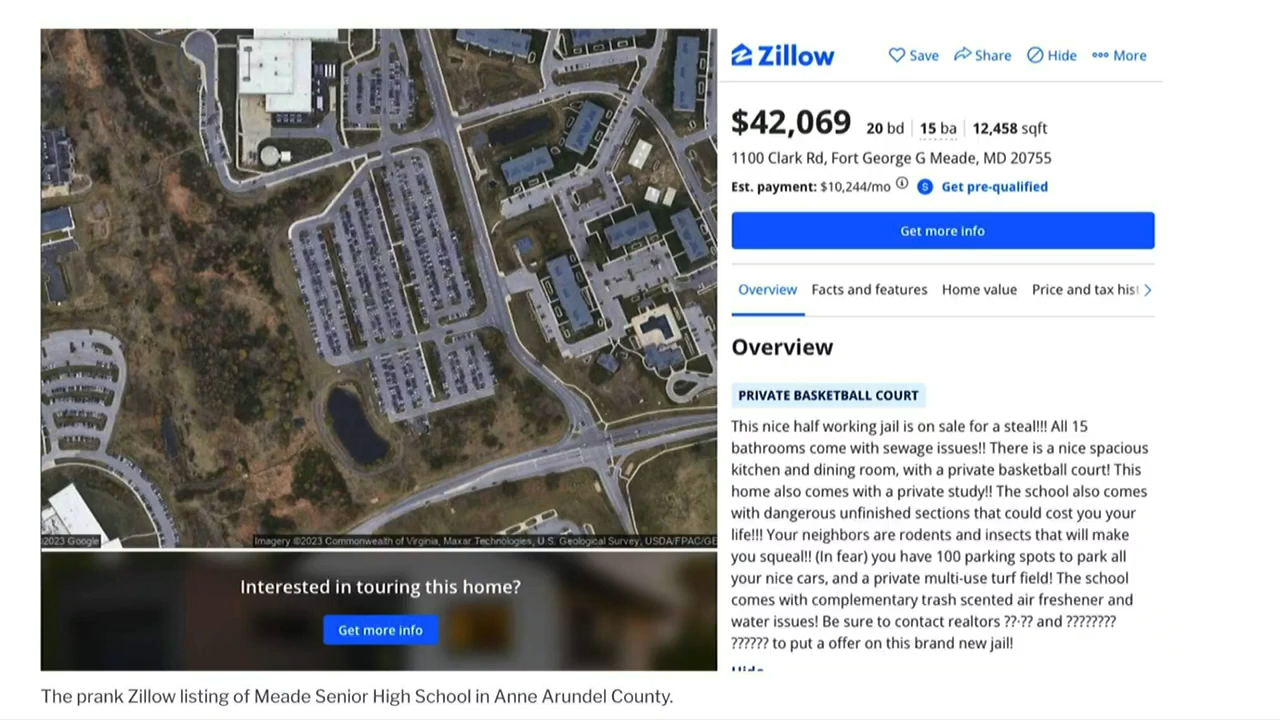 Zillow
Save Share Hide More
$42,069 20 bd 15 ba 12,458 sqft
1100 Clark Rd, Fort George G Meade, MD 20755
Est. payment: $10,244/mo Get pre-qualified
Get more info
Overview Facts and features Home value Price and tax his
Overview
PRIVATE BASKETBALL COURT
This nice half working jail is on sale for a steal!!! All 15
bathrooms come with sewage issues!! There is a nice spacious
kitchen and dining room, with a private basketball court! This
home also comes with a private study!! The school also comes
with dangerous unfinished sections that could cost you your
life!!! Your neighbors are rodents and insects that will make
you squeal!! (In fear) you have 100 parking spots to park all
your nice cars, and a private multi-use turf field! The school
comes with complementary trash scented air freshener and
water issues! Be sure to contact realtors ??-?? and ????????
?????? to put a offer on this brand new jail!
Hide
2023 Google
Imagery ©2023 Commonwealth of Virginia, Maxar Technologies, U.S. Geological Survey, USDA/FPAC/GE
Interested in touring this home?
Get more info
The prank Zillow listing of Meade Senior High School in Anne Arundel County.